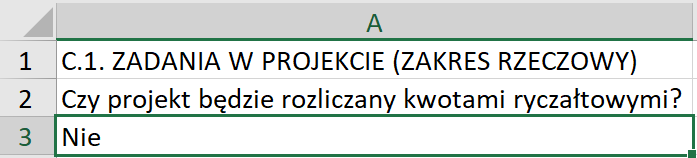 A
1 C.1. ZADANIA W PROJEKCIE (ZAKRES RZECZOWY)
2 Czy projekt będzie rozliczany kwotami ryczałtowymi?
3 Nie